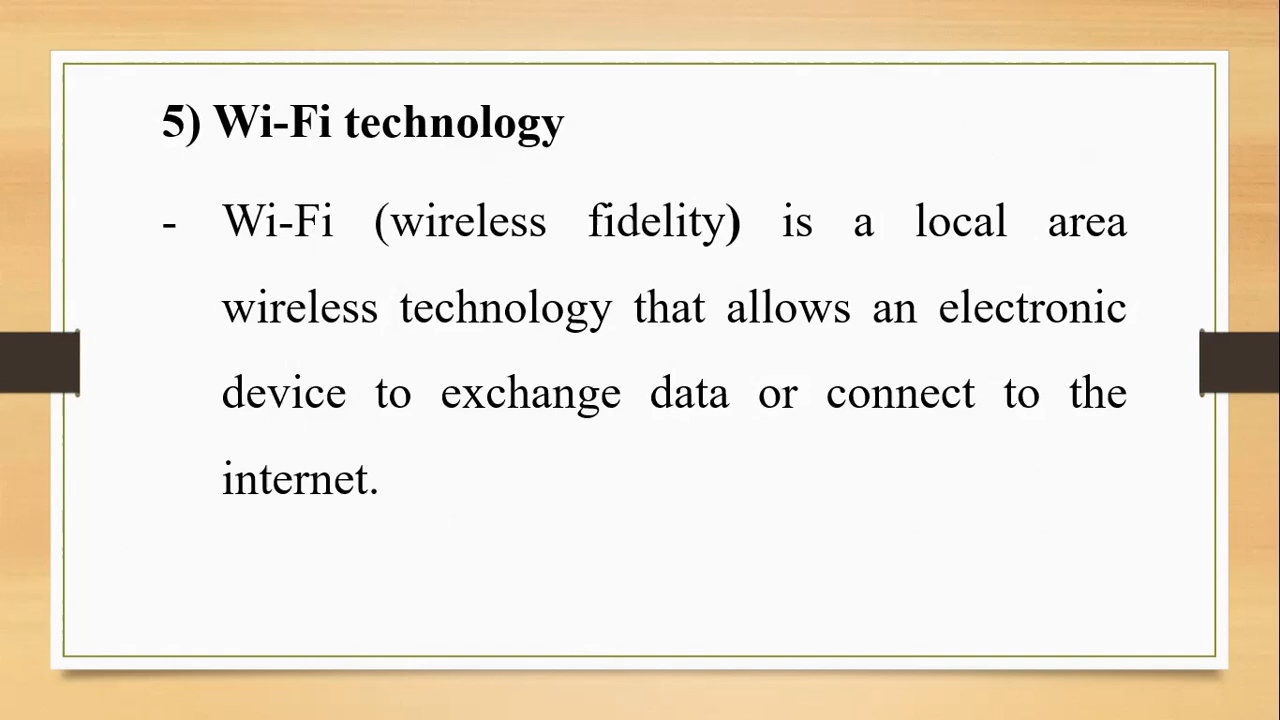 5) Wi-Fi technology
- Wi-Fi (wireless fidelity) is a local area
wireless technology that allows an electronic
device to exchange data or connect to the
internet.